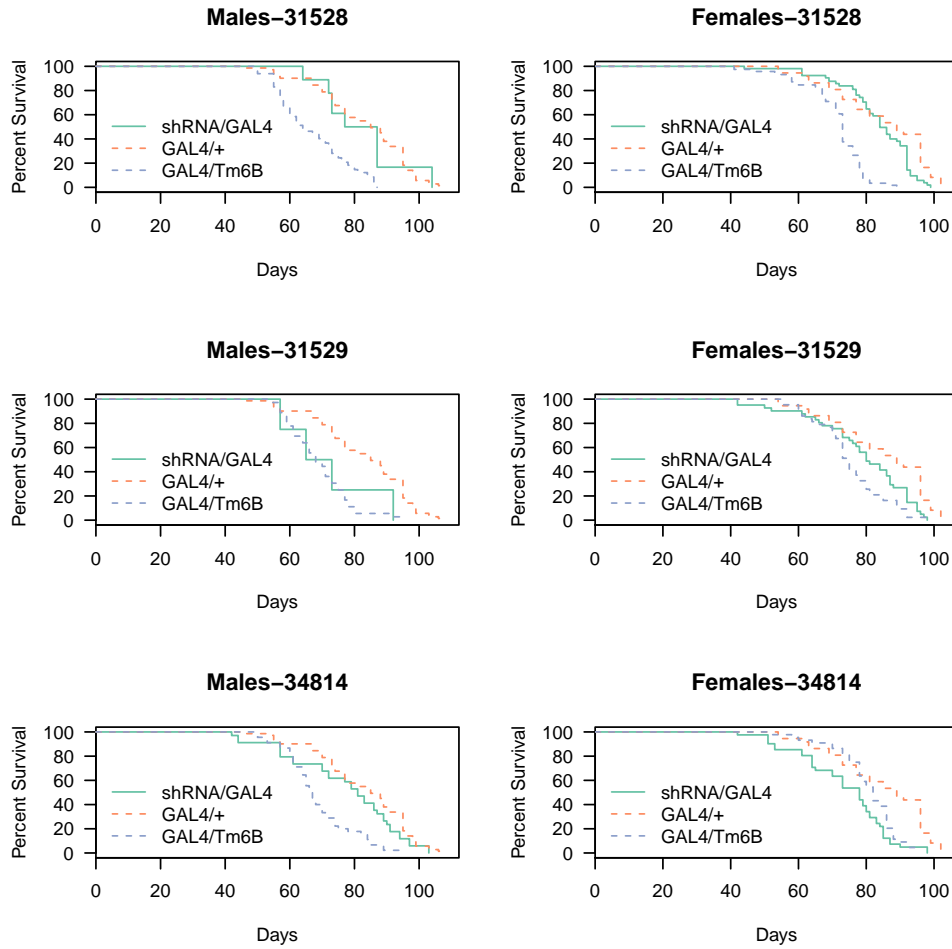 Males−31528
Percent Survival
100
80
60
40
20
0
shRNA/GAL4
GAL4/+
GAL4/Tm6B
0 20 40 60 80 100
Days
Females−31528
Percent Survival
100
80
60
40
20
0
shRNA/GAL4
GAL4/+
GAL4/Tm6B
0 20 40 60 80 100
Days
Males−31529
Percent Survival
100
80
60
40
20
0
shRNA/GAL4
GAL4/+
GAL4/Tm6B
0 20 40 60 80 100
Days
Females−31529
Percent Survival
100
80
60
40
20
0
shRNA/GAL4
GAL4/+
GAL4/Tm6B
0 20 40 60 80 100
Days
Males−34814
Percent Survival
100
80
60
40
20
0
shRNA/GAL4
GAL4/+
GAL4/Tm6B
0 20 40 60 80 100
Days
Females−34814
Percent Survival
100
80
60
40
20
0
shRNA/GAL4
GAL4/+
GAL4/Tm6B
0 20 40 60 80 100
Days